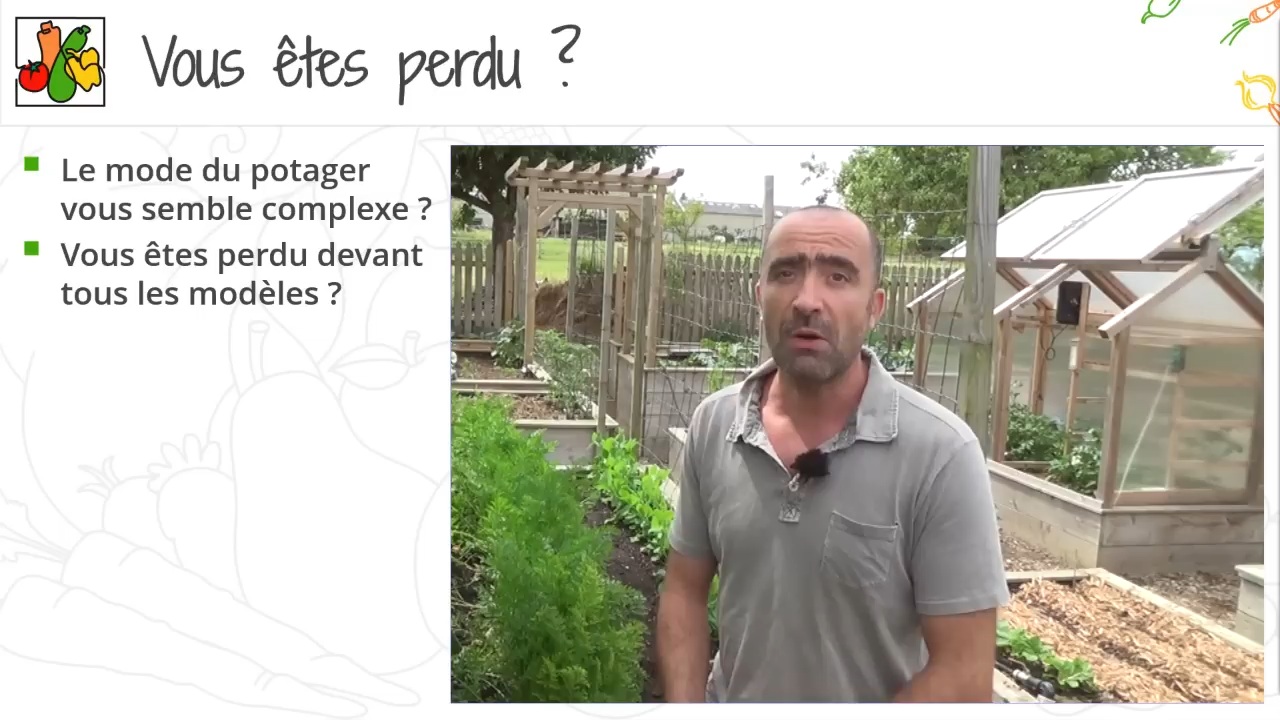 Vous êtes perdu ?
Le mode du potager
vous semble complexe ?
Vous êtes perdu devant
tous les modèles ?